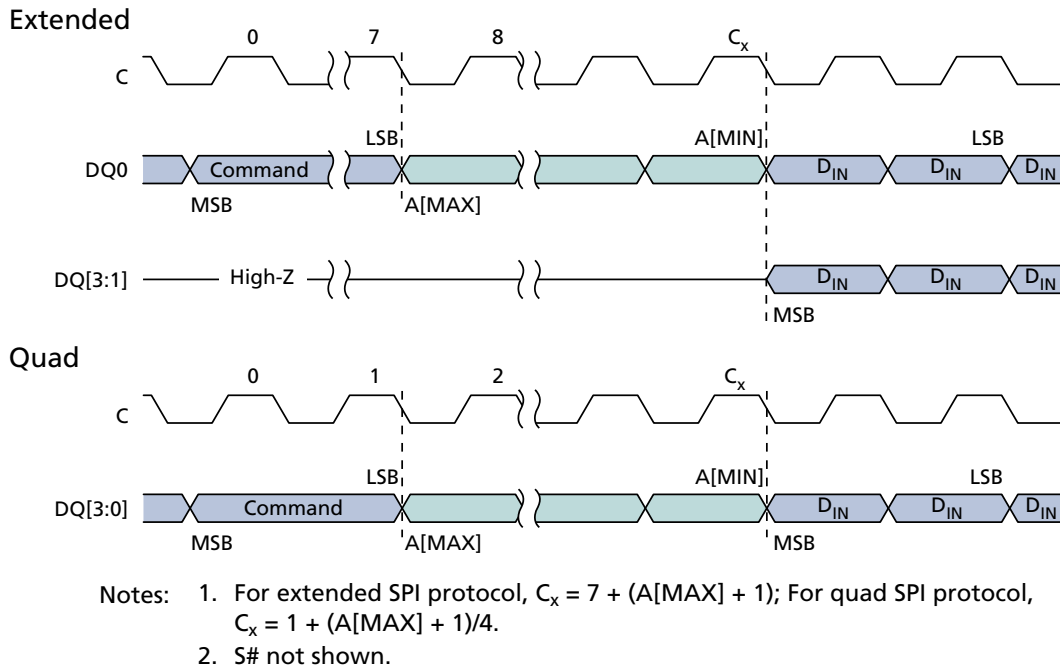 Extended
0 7 8 Cx
C
LSB A[MIN] LSB
DQ0 Command DIN DIN DIN
MSB A[MAX]
DQ[3:1] High-Z DIN DIN DIN
MSB
Quad
0 1 2 Cx
C
LSB A[MIN] LSB
DQ[3:0] Command DIN DIN DIN
MSB A[MAX] MSB
Notes: 1. For extended SPI protocol, Cx = 7 + (A[MAX] + 1); For quad SPI protocol,
Cx = 1 + (A[MAX] + 1)/4.
2. S# not shown.